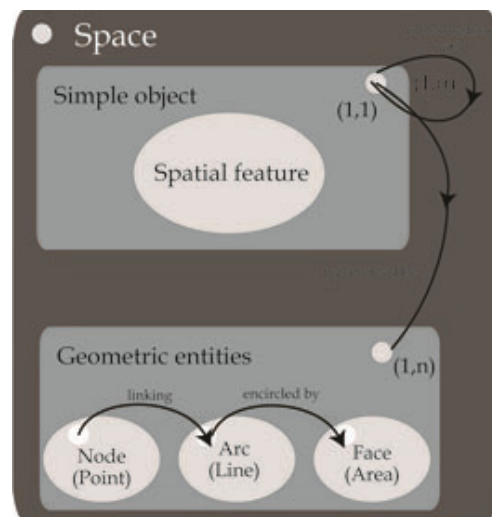 Space
Simple object
(1,1)
Spatial feature
Geometric entities
(1,n)
linking
encircled by
Node
(Point)
Arc
(Line)
Face
(Area)